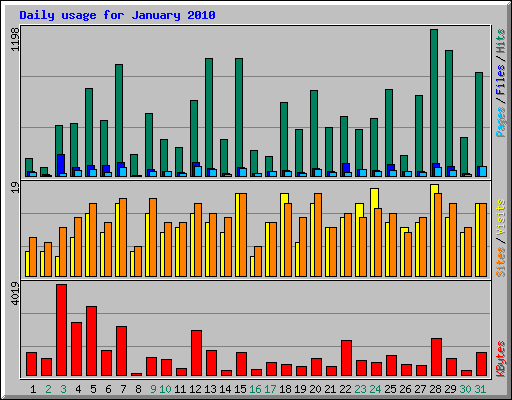 Daily usage for January 2010
1198
Pages/Files/Hits
19
Sites/Visits
4019
KBytes
1 2 3 4 5 6 7 8 9 10 11 12 13 14 15 16 17 18 19 20 21 22 23 24 25 26 27 28 29 30 31